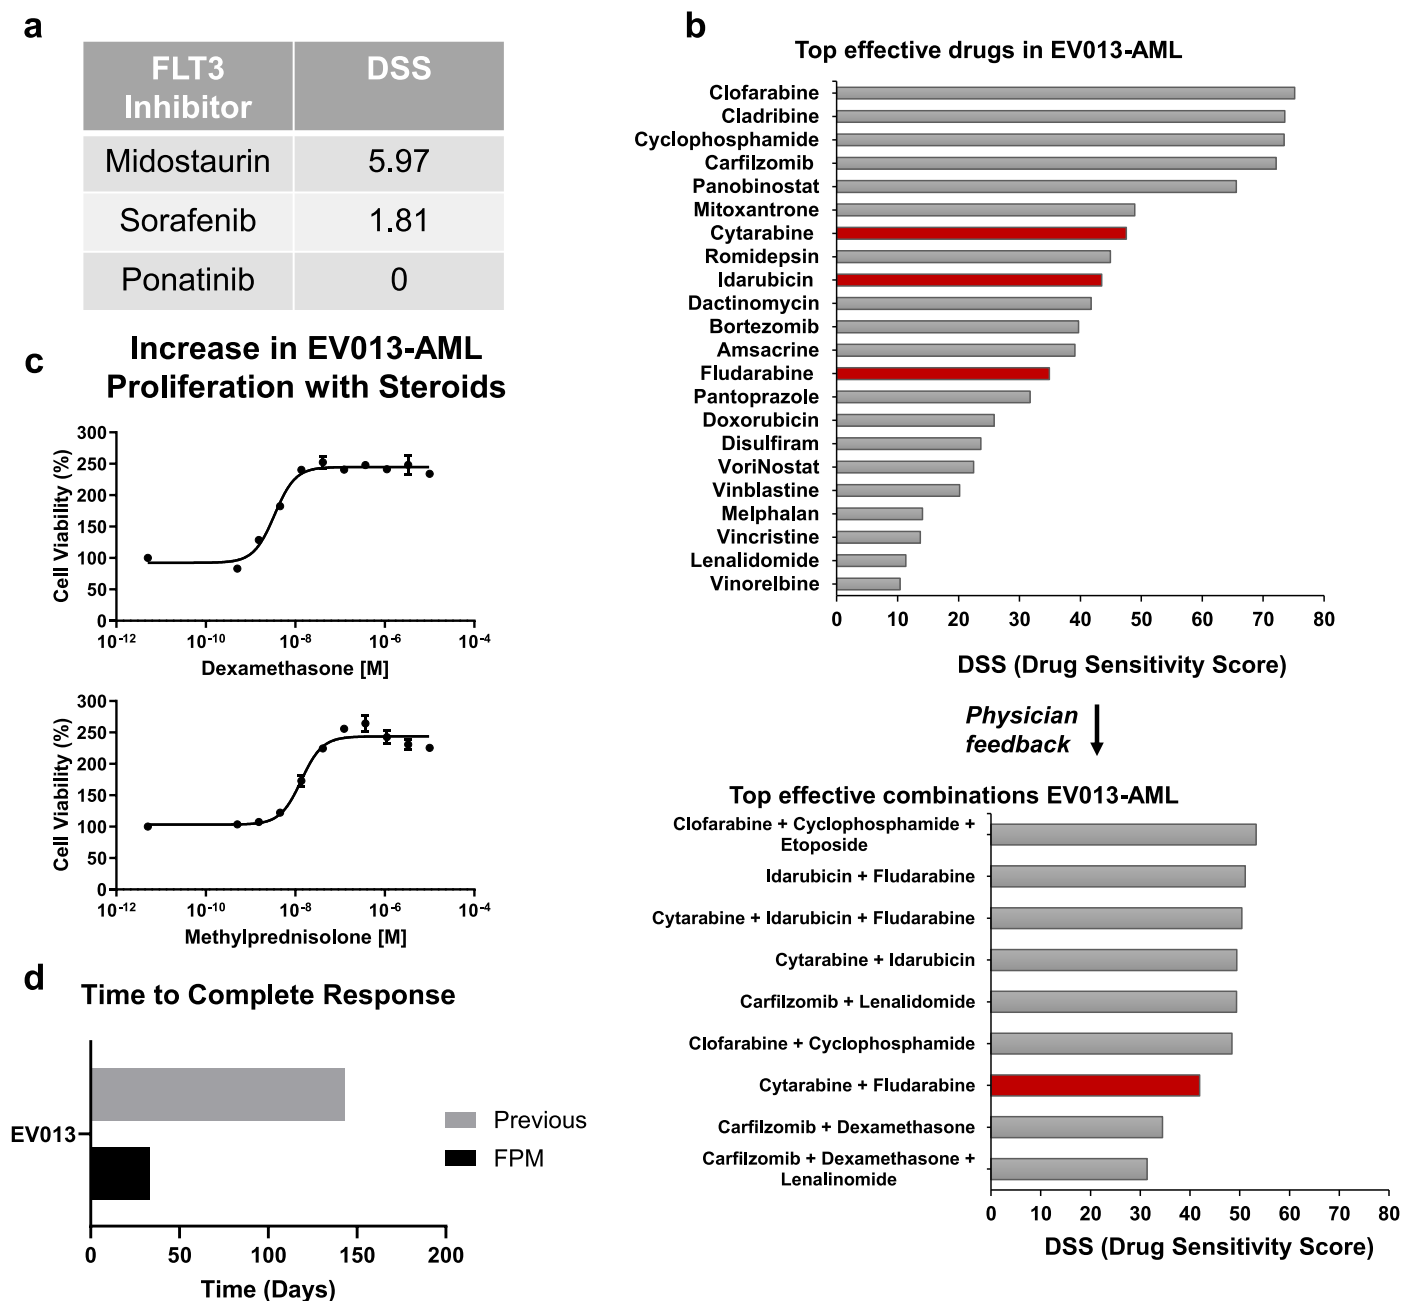 a
FLT3
Inhibitor
DSS
Midostaurin
5.97
Sorafenib
1.81
Ponatinib
0
b
Top effective drugs in EV013-AML
Clofarabine
Cladribine
Cyclophosphamide
Carfilzomib
Panobinostat
Mitoxantrone
Cytarabine
Romidepsin
Idarubicin
Dactinomycin
Bortezomib
Amsacrine
Fludarabine
Pantoprazole
Doxorubicin
Disulfiram
VoriNostat
Vinblastine
Melphalan
Vincristine
Lenalidomide
Vinorelbine
0 10 20 30 40 50 60 70 80
DSS (Drug Sensitivity Score)
Physician
feedback
Top effective combinations EV013-AML
Clofarabine + Cyclophosphamide +
Etoposide
Idarubicin + Fludarabine
Cytarabine + Idarubicin + Fludarabine
Cytarabine + Idarubicin
Carfilzomib + Lenalidomide
Clofarabine + Cyclophosphamide
Cytarabine + Fludarabine
Carfilzomib + Dexamethasone
Carfilzomib + Dexamethasone +
Lenalinomide
0 10 20 30 40 50 60 70 80
DSS (Drug Sensitivity Score)
c
Increase in EV013-AML
Proliferation with Steroids
Cell Viability (%)
300
250
200
150
100
50
0
10⁻¹² 10⁻¹⁰ 10⁻⁸ 10⁻⁶ 10⁻⁴
Dexamethasone [M]
Cell Viability (%)
300
250
200
150
100
50
0
10⁻¹² 10⁻¹⁰ 10⁻⁸ 10⁻⁶ 10⁻⁴
Methylprednisolone [M]
d
Time to Complete Response
EV013
Previous
FPM
0 50 100 150 200
Time (Days)